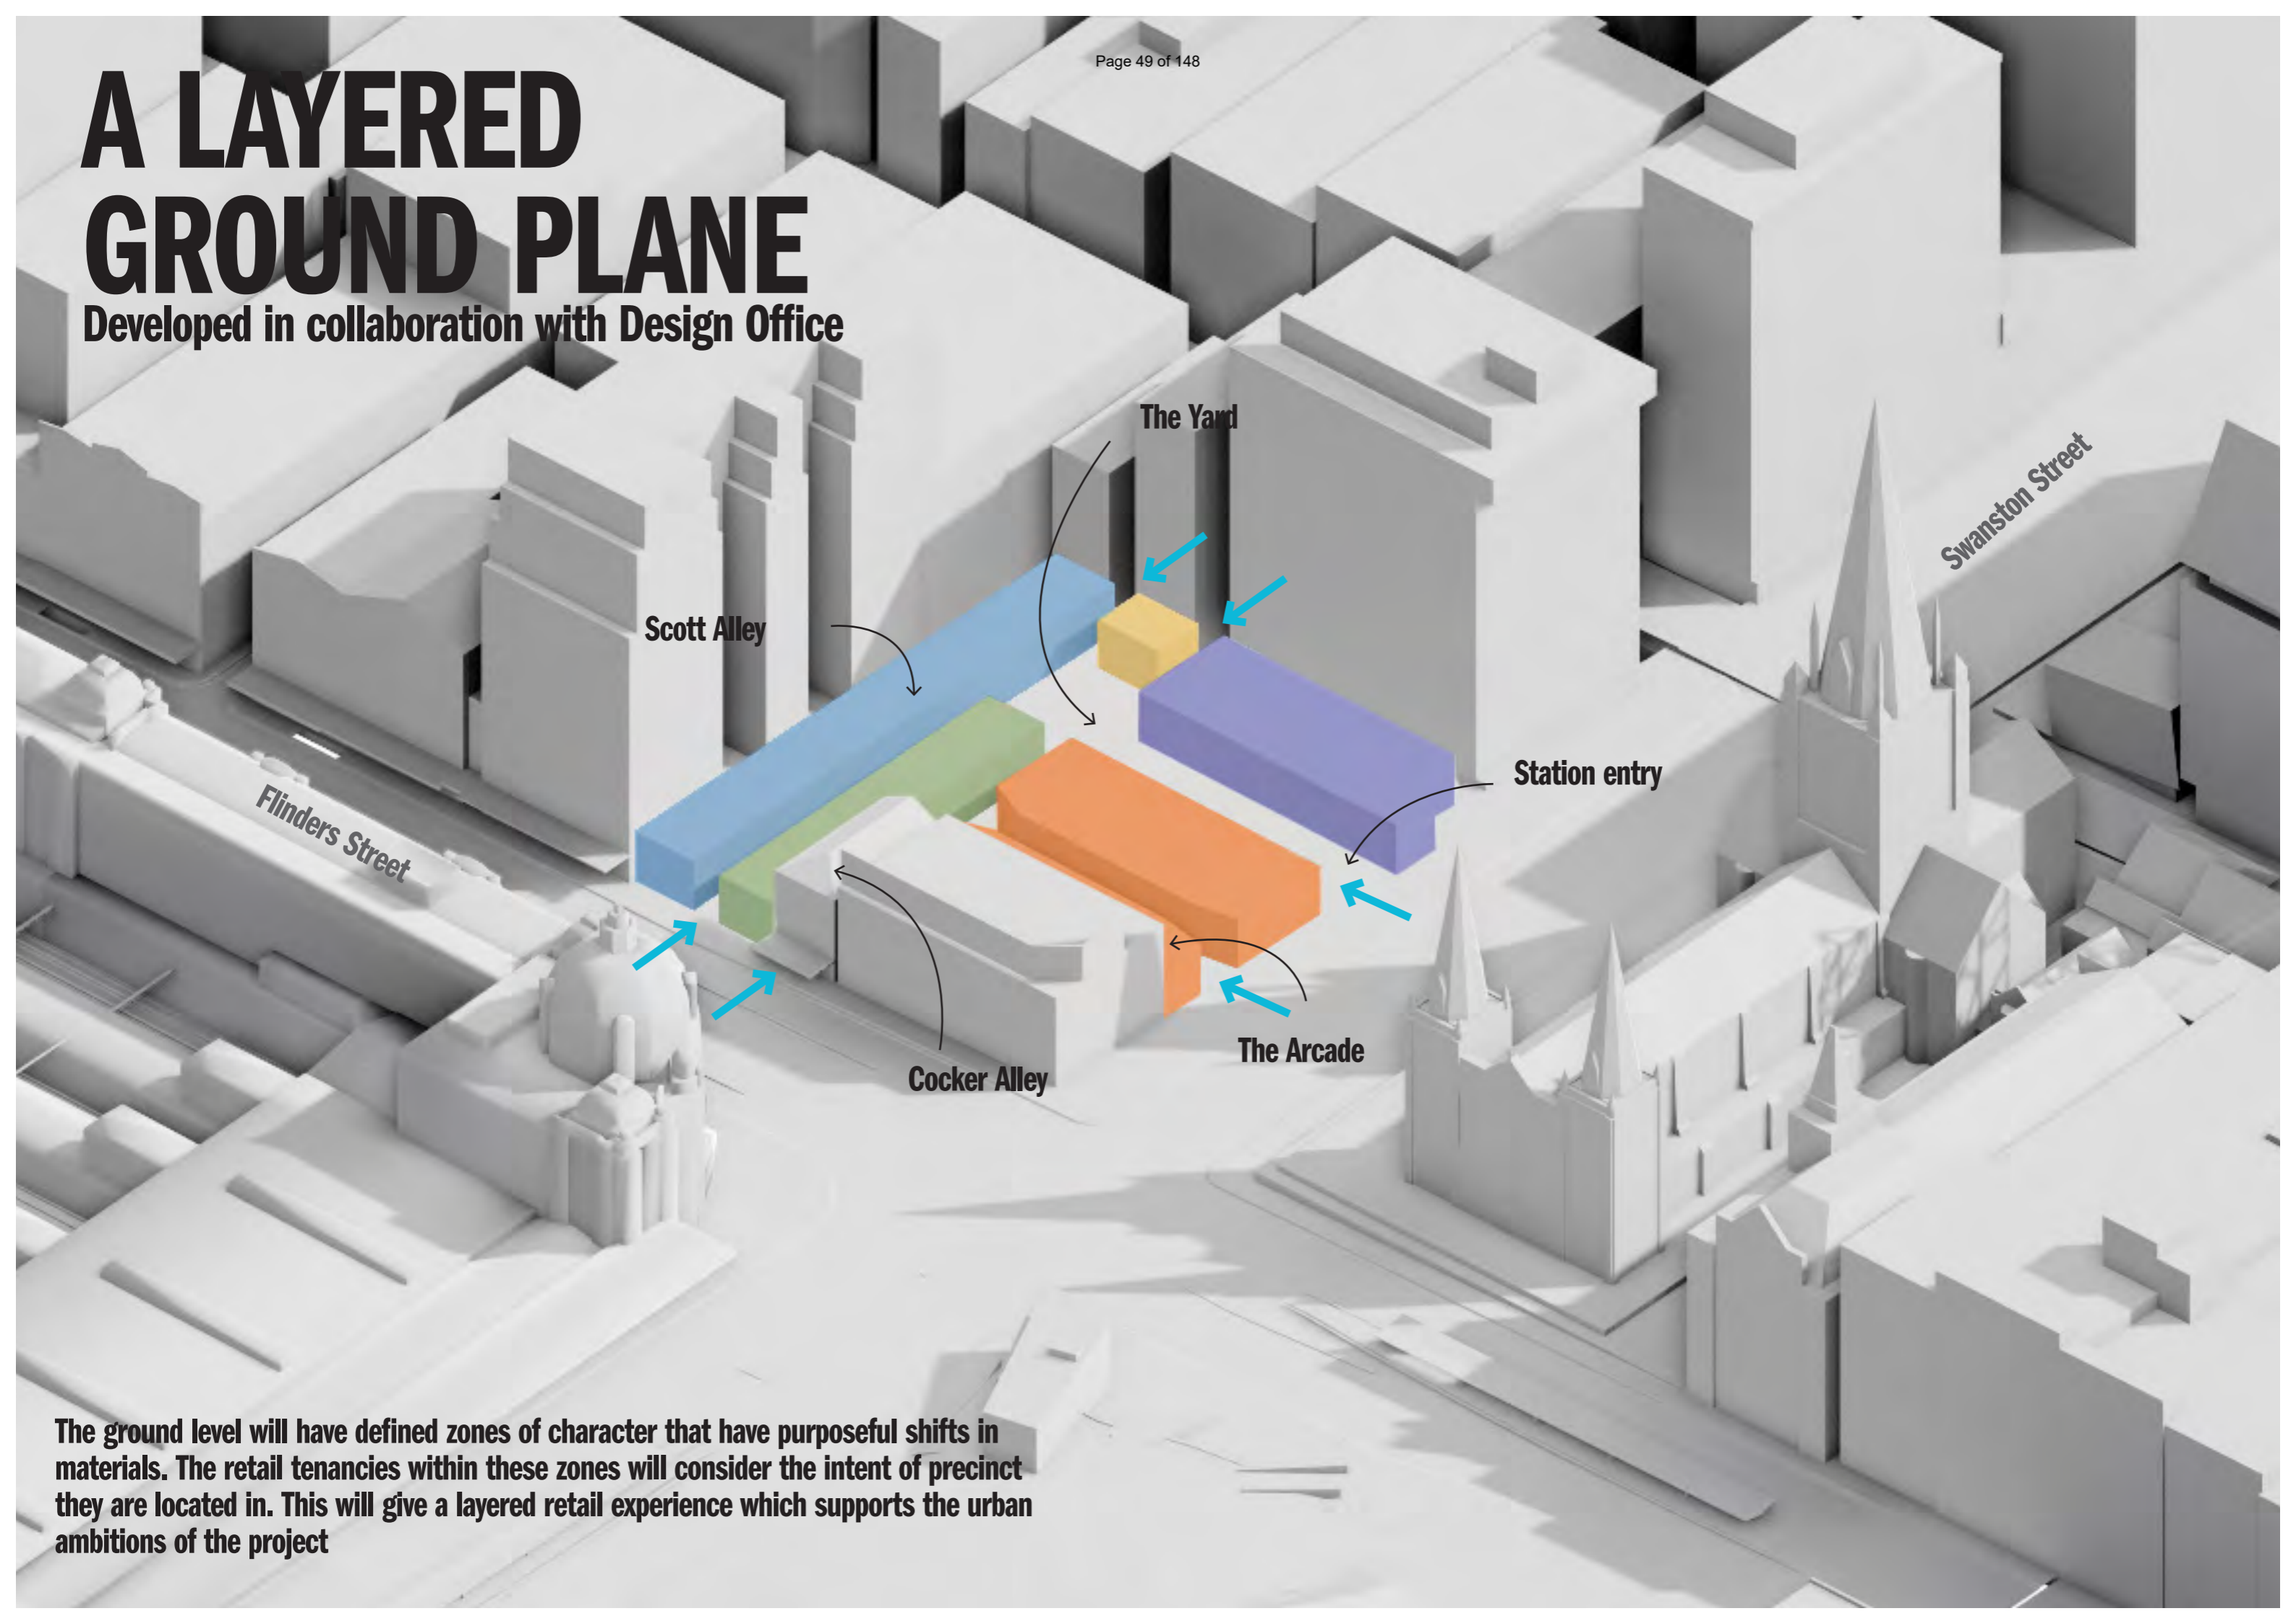 Page 49 of 148
A LAYERED
GROUND PLANE
Developed in collaboration with Design Office
The Yard
Swanston Street
Scott Alley
Station entry
Flinders Street
The Arcade
Cocker Alley
The ground level will have defined zones of character that have purposeful shifts in
materials. The retail tenancies within these zones will consider the intent of precinct
they are located in. This will give a layered retail experience which supports the urban
ambitions of the project